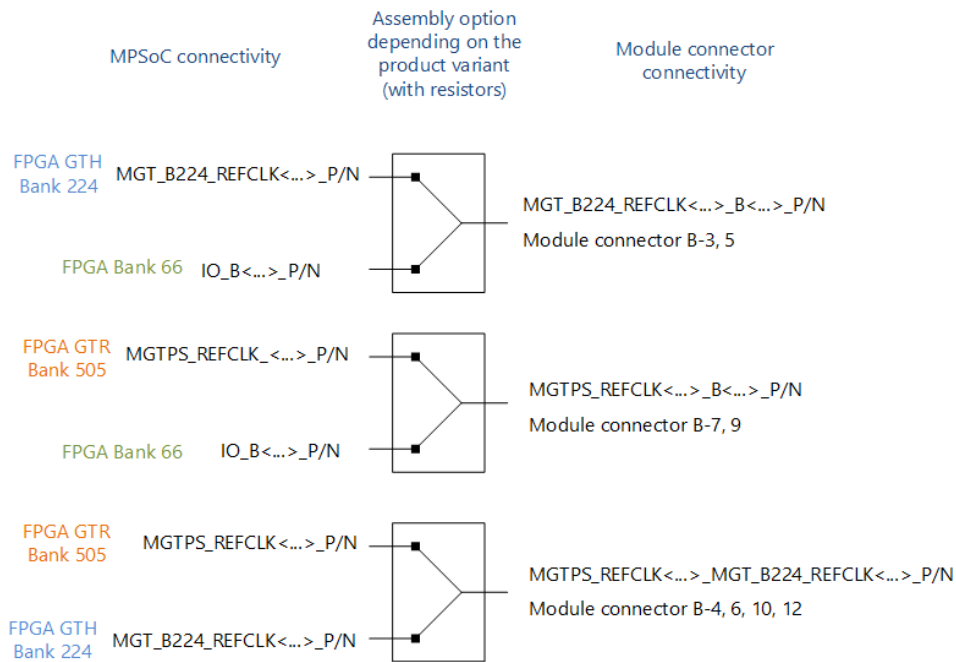 MPSoC connectivity
Assembly option
depending on the
product variant
(with resistors)
Module connector
connectivity
FPGA GTH
Bank 224
MGT_B224_REFCLK<...>_P/N
FPGA Bank 66
IO_B<...>_P/N
MGT_B224_REFCLK<...>_B<...>_P/N
Module connector B-3, 5
FPGA GTR
Bank 505
MGTPS_REFCLK_<...>_P/N
FPGA Bank 66
IO_B<...>_P/N
MGTPS_REFCLK<...>_B<...>_P/N
Module connector B-7, 9
FPGA GTR
Bank 505
MGTPS_REFCLK<...>_P/N
FPGA GTH
Bank 224
MGT_B224_REFCLK<...>_P/N
MGTPS_REFCLK<...>_MGT_B224_REFCLK<...>_P/N
Module connector B-4, 6, 10, 12